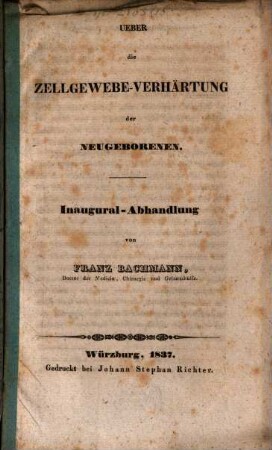 UEBER
die
ZELLGEWEBE-VERHÄRTUNG
der
NEUGEBORENEN.
Inaugural-Abhandlung
von
FRANZ BACHMANN,
Doctor der Medicin, Chirurgie und Geburtshülfe.
Würzburg, 1837.
Gedruckt bei Johann Stephan Richter.